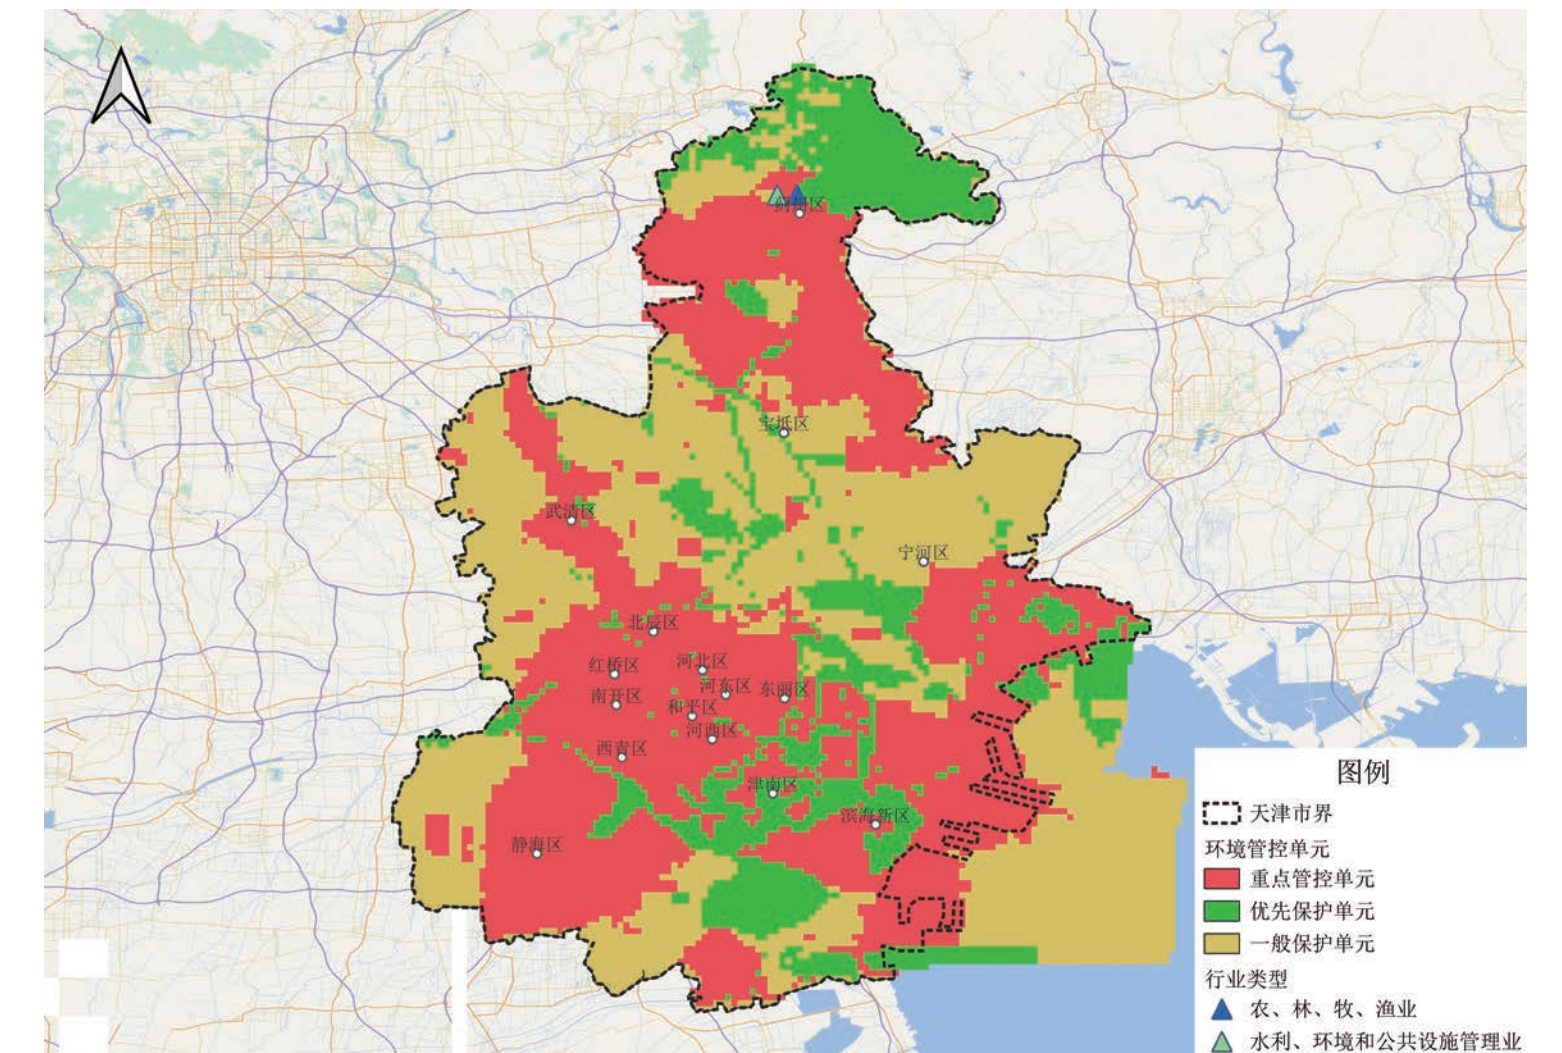 蓟州区
宝坻区
武清区
宁河区
北辰区
红桥区
河北区
南开区
河东区
东丽区
和平区
河西区
西青区
津南区
滨海新区
静海区
图例
天津市界
环境管控单元
重点管控单元
优先保护单元
一般保护单元
行业类型
农、林、牧、渔业
水利、环境和公共设施管理业